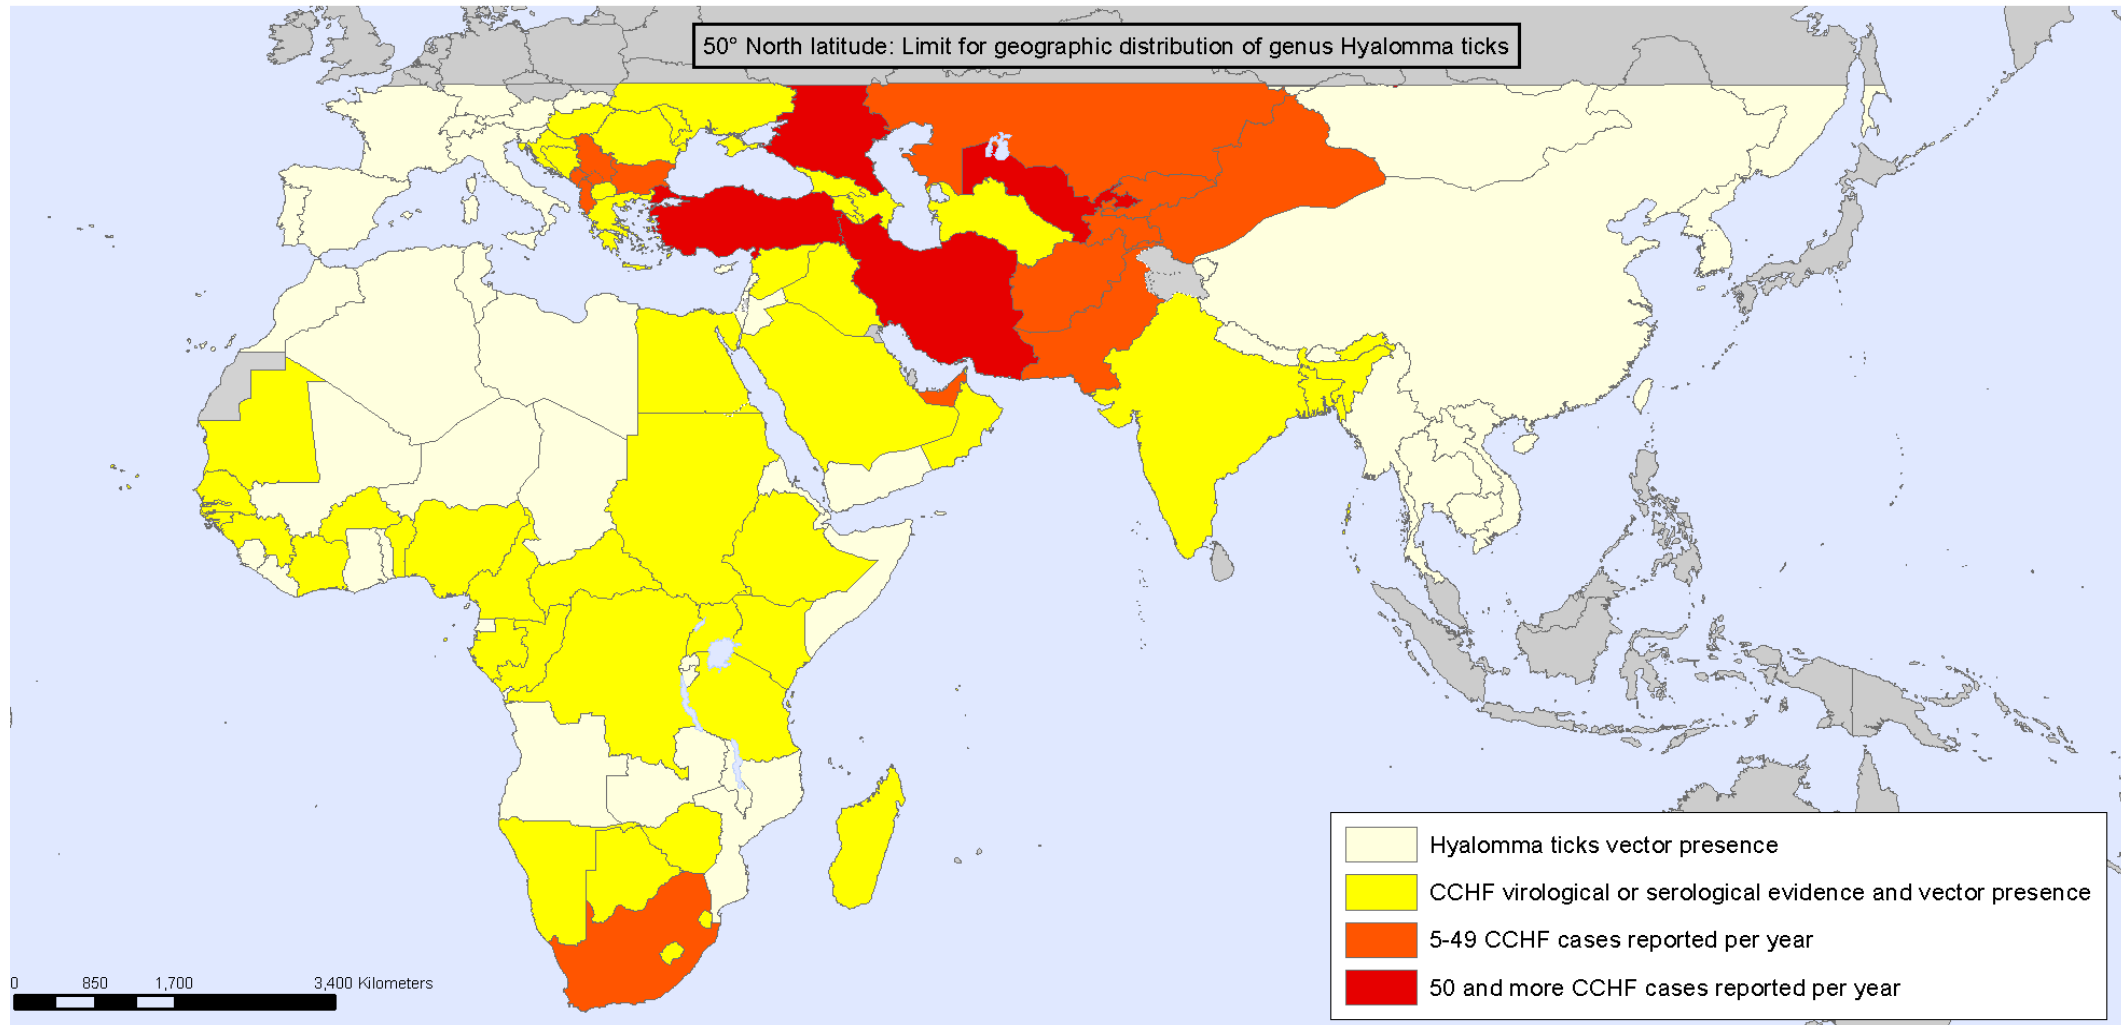 50° North latitude: Limit for geographic distribution of genus Hyalomma ticks
Hyalomma ticks vector presence
CCHF virological or serological evidence and vector presence
5-49 CCHF cases reported per year
50 and more CCHF cases reported per year
0 850 1,700 3,400 Kilometers